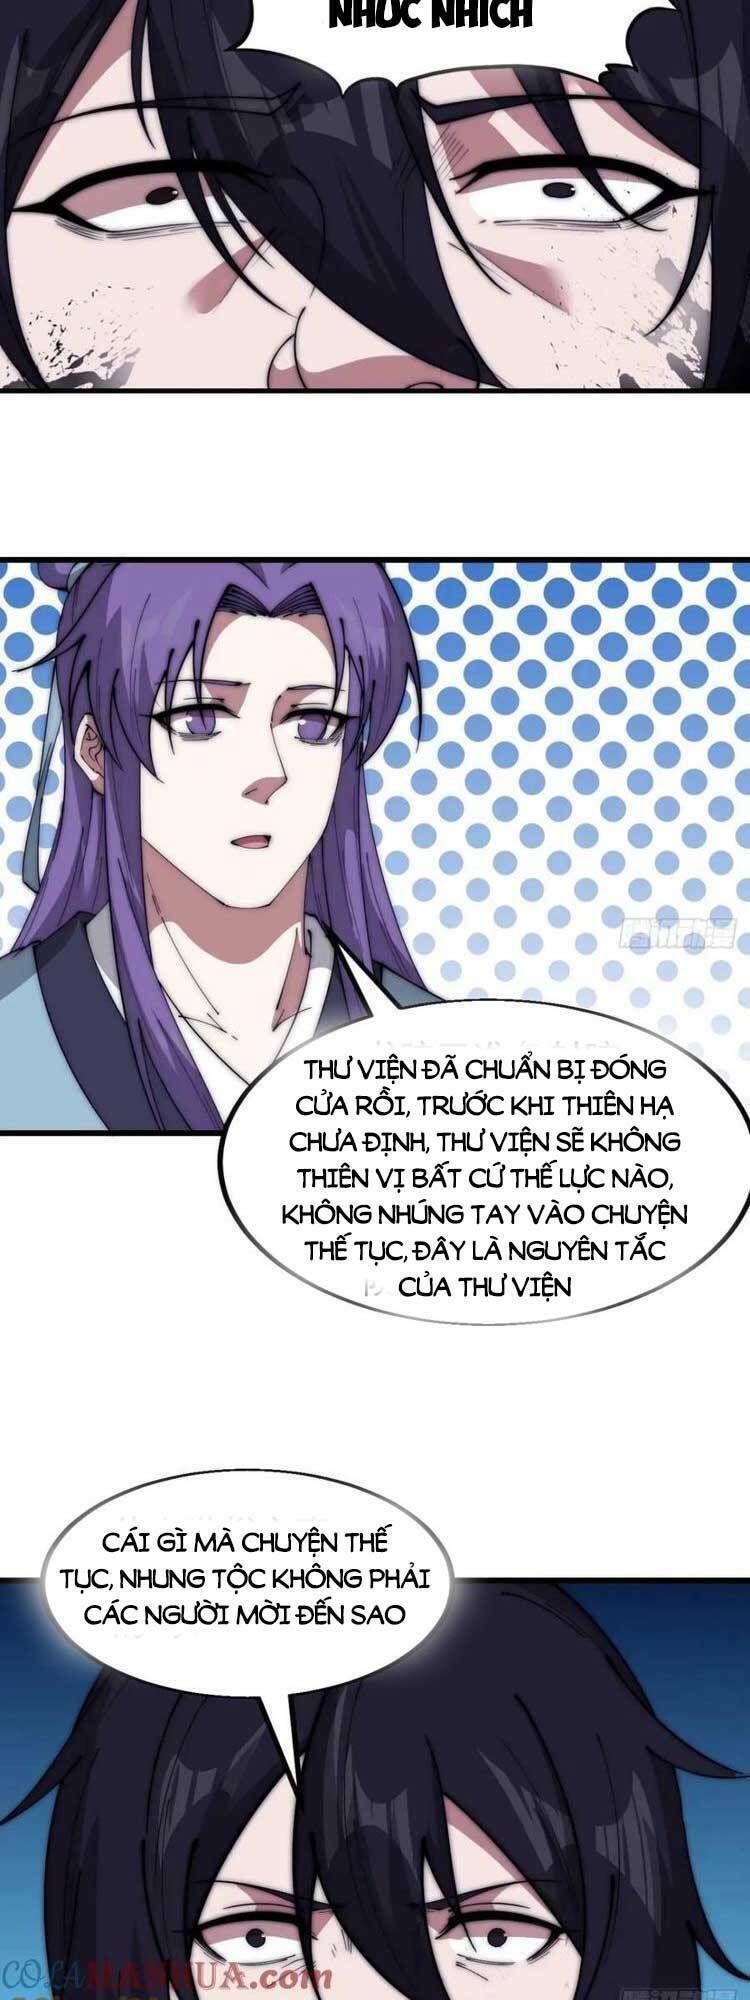 NHÚC NHÍCH
THƯ VIỆN ĐÃ CHUẨN BỊ ĐÓNG
CỬA RỒI, TRƯỚC KHI THIÊN HẠ
CHƯA ĐỊNH, THƯ VIỆN SẼ KHÔNG
THIÊN VỊ BẤT CỨ THẾ LỰC NÀO,
KHÔNG NHÚNG TAY VÀO CHUYỆN
THẾ TỤC, ĐÂY LÀ NGUYÊN TẮC
CỦA THƯ VIỆN
CÁI GÌ MÀ CHUYỆN THẾ
TỤC, NHUNG TỘC KHÔNG PHẢI
CÁC NGƯỜI MỜI ĐẾN SAO
COLAMANHUA.com